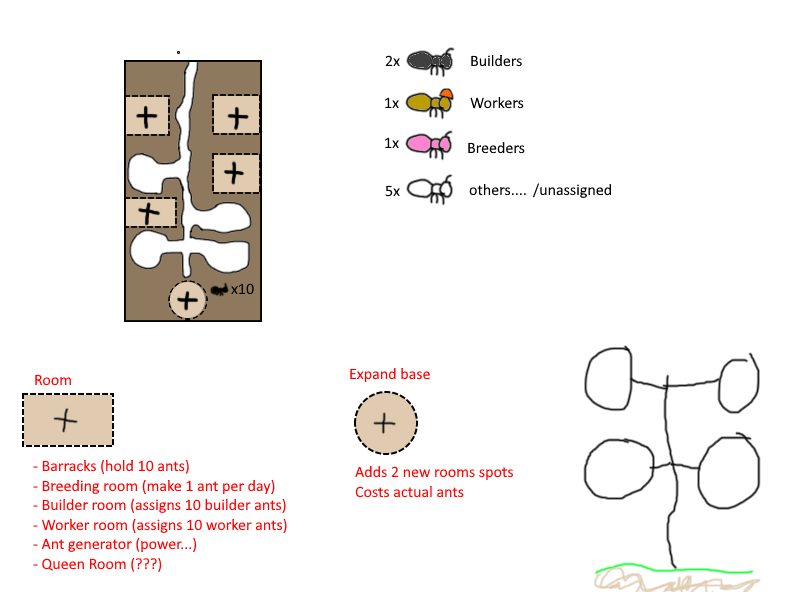 2x Builders
1x Workers
1x Breeders
5x others.... /unassigned
x10
Room
- Barracks (hold 10 ants)
- Breeding room (make 1 ant per day)
- Builder room (assigns 10 builder ants)
- Worker room (assigns 10 worker ants)
- Ant generator (power...)
- Queen Room (???)
Expand base
Adds 2 new rooms spots
Costs actual ants